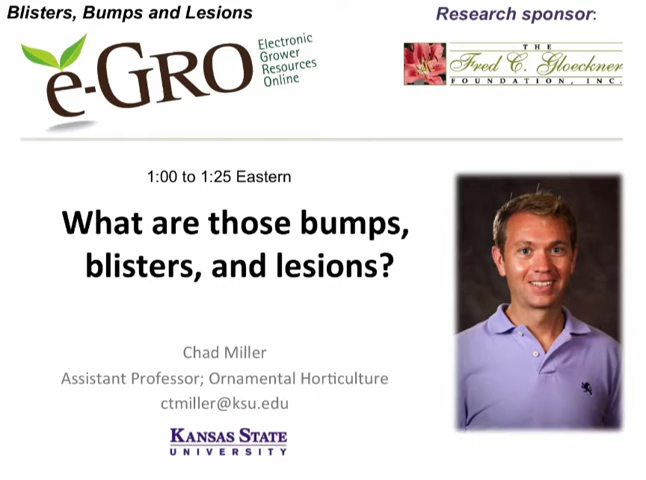 Blisters, Bumps and Lesions
Research sponsor:
e-GRO
Electronic
Grower
Resources
Online
THE
Fred C. Gloeckner
FOUNDATION, INC.
1:00 to 1:25 Eastern
What are those bumps,
blisters, and lesions?
Chad Miller
Assistant Professor; Ornamental Horticulture
ctmiller@ksu.edu
KANSAS STATE
UNIVERSITY